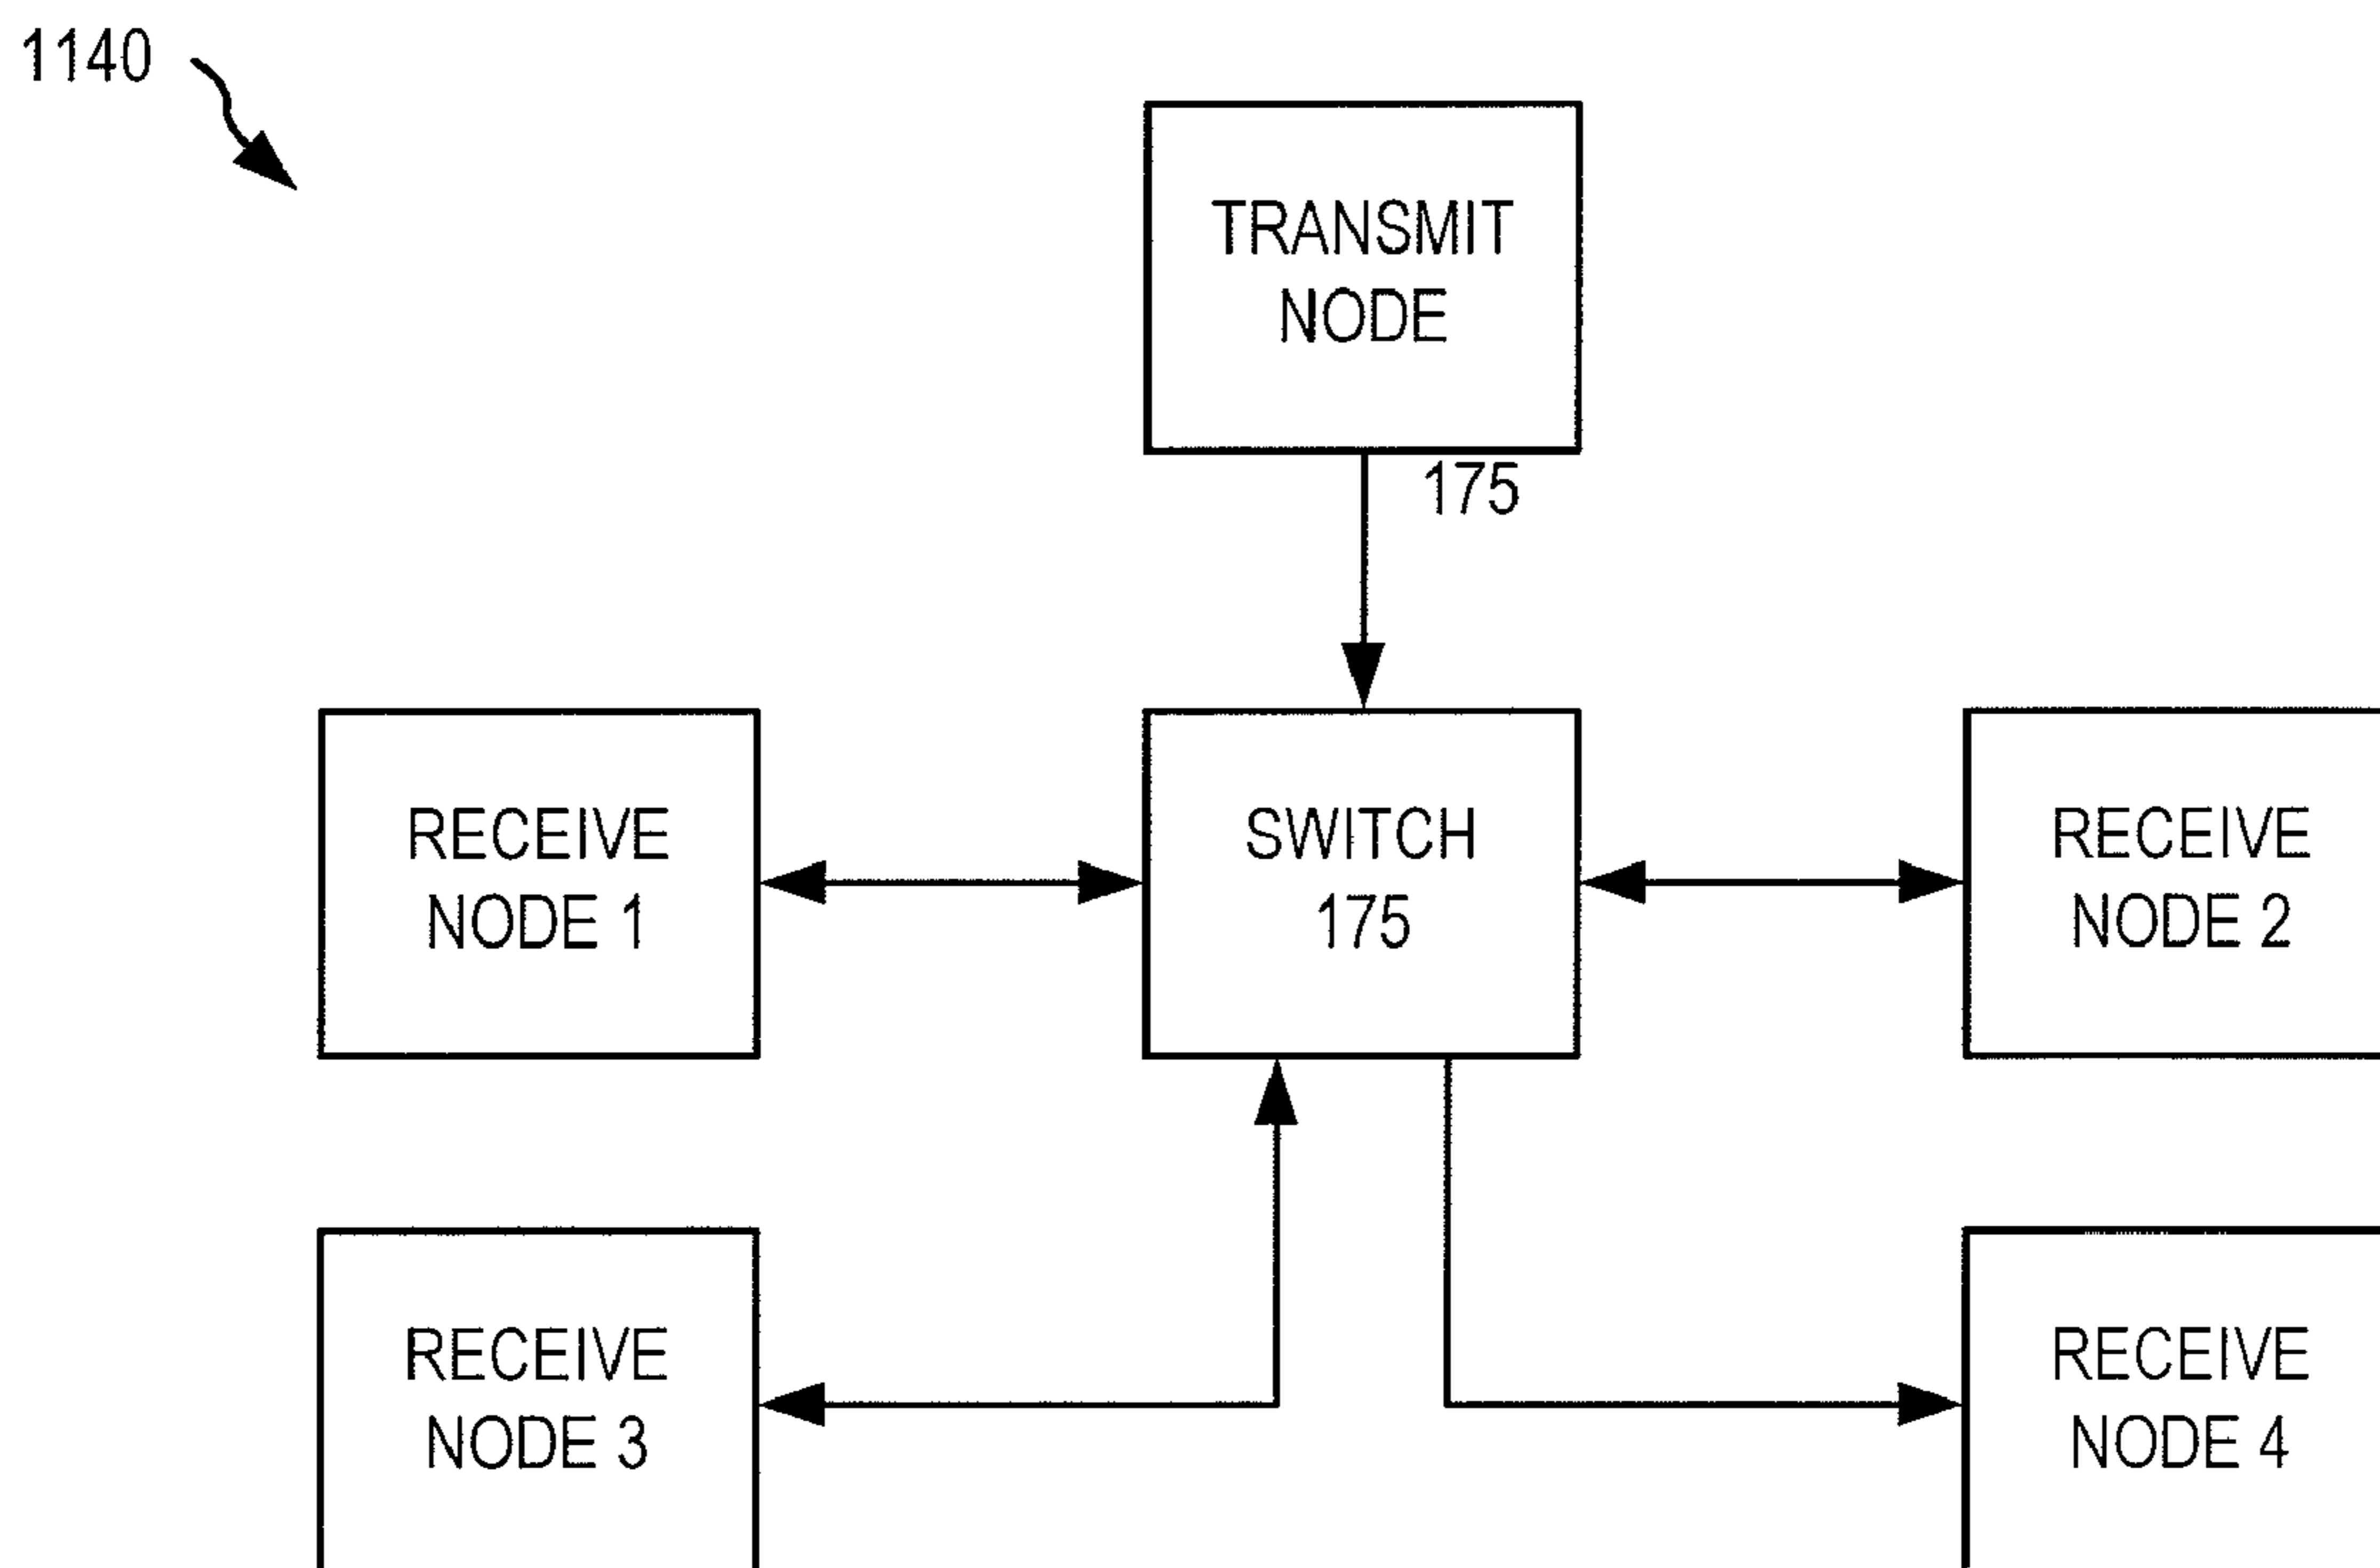 1140
TRANSMIT
NODE
175
RECEIVE
NODE 1
SWITCH
175
RECEIVE
NODE 2
RECEIVE
NODE 3
RECEIVE
NODE 4